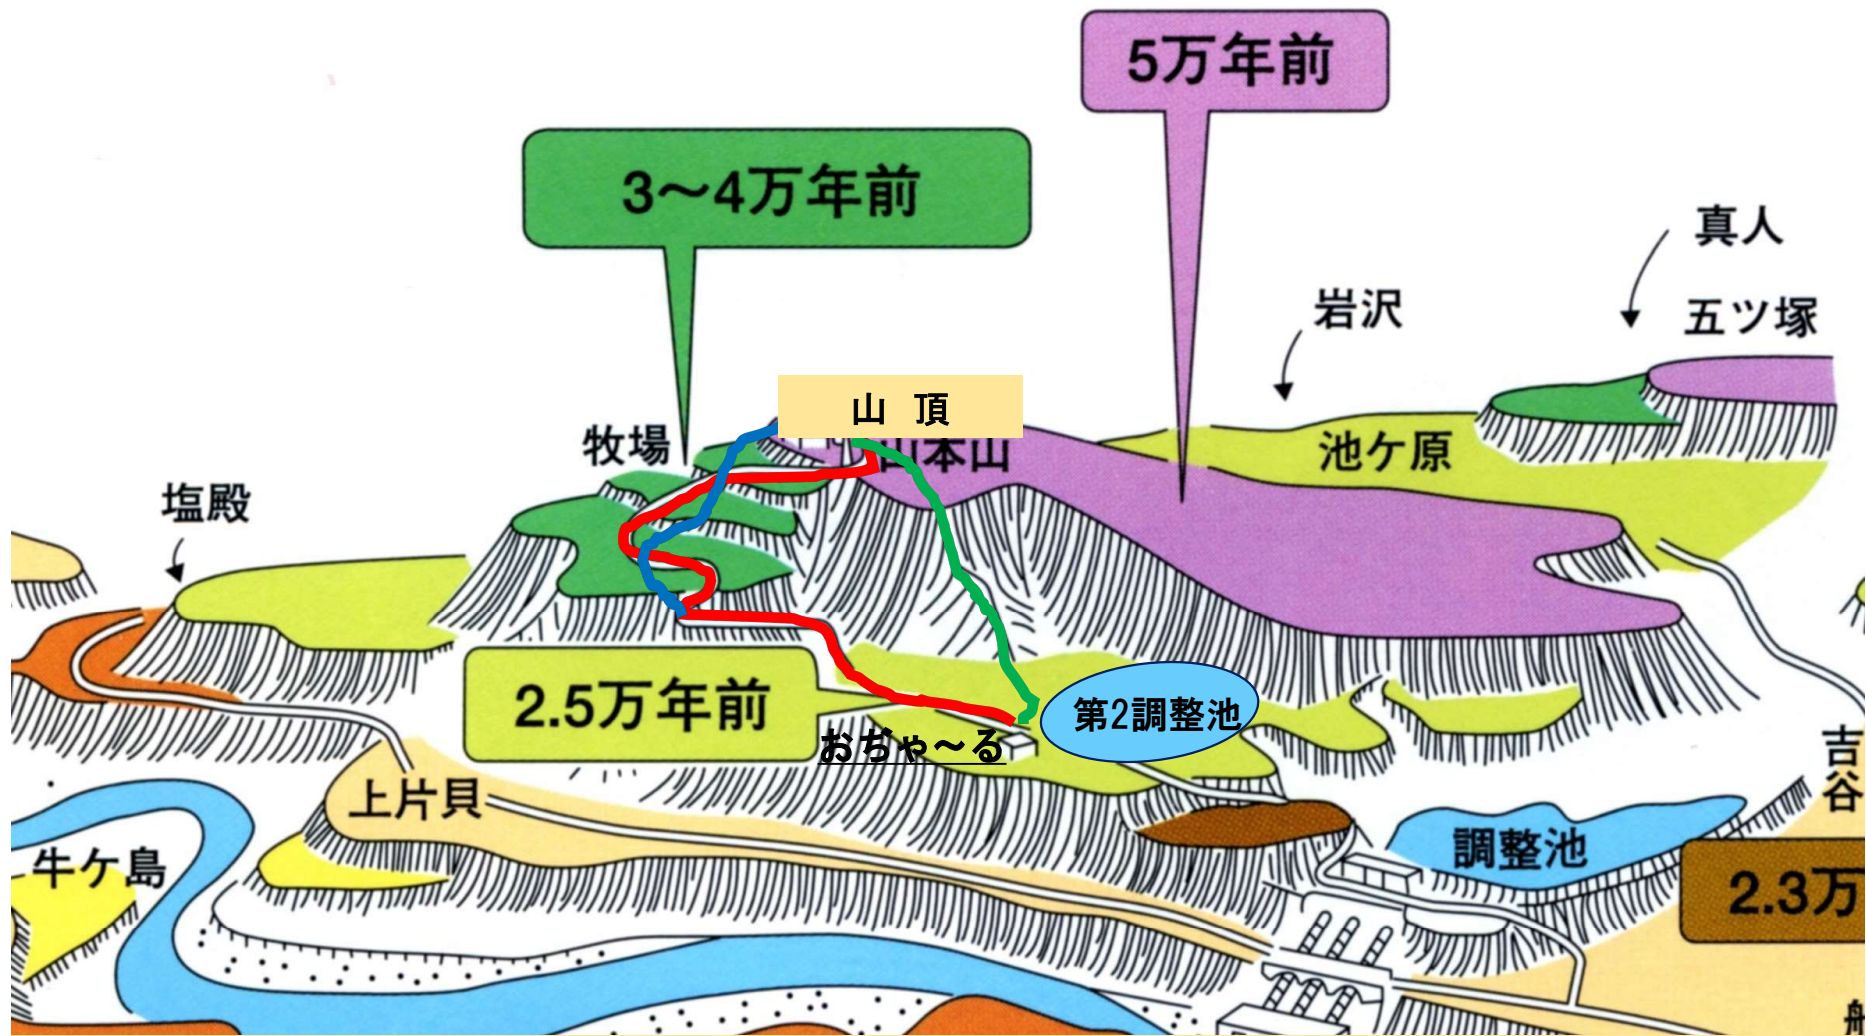 5万年前
3～4万年前
真人
五ツ塚
岩沢
山 頂
牧場
山本山
池ケ原
塩殿
2.5万年前
第2調整池
おぢゃ～る
吉谷
上片貝
調整池
牛ケ島
2.3万